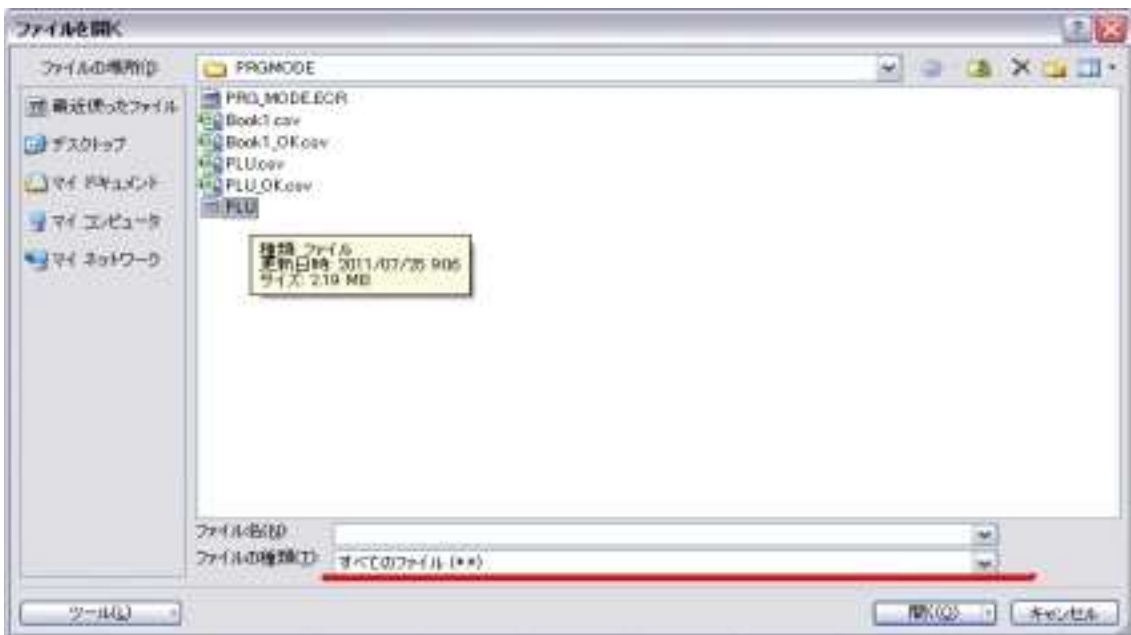 ファイルを開く
ファイルの場所(I)
PRGMODE
最近使ったファイル
デスクトップ
マイ ドキュメント
マイ コンピュータ
マイ ネットワーク
PRG_MODE.ECR
Book1.csv
Book1_OK.csv
PLU.csv
PLU_OK.csv
PLU
種類: ファイル
更新日時: 2011/07/26 9:06
サイズ: 2.19 MB
ファイル名(N)
ファイルの種類(T)
すべてのファイル (*.*)
ツール(L)
開く(O)
キャンセル